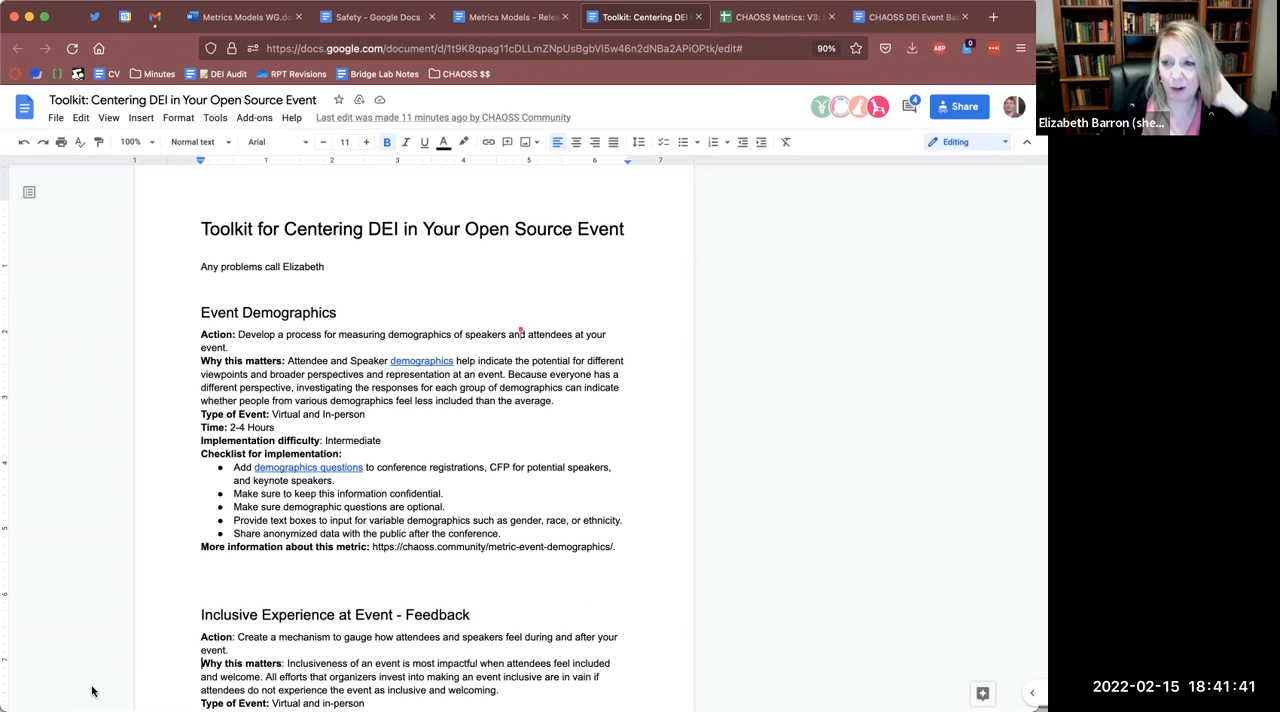 Metrics Models WG.do
Safety - Google Docs
Metrics Models - Relea
Toolkit: Centering DEI i
CHAOSS Metrics: V3:
CHAOSS DEI Event Ba
https://docs.google.com/document/d/1t9K8qpag11cDLLmZNpUsBgbVl5w46n2dNBa2APiOPtk/edit#
90%
ABP
0
CV
Minutes
DEI Audit
RPT Revisions
Bridge Lab Notes
CHAOSS $$
Toolkit: Centering DEI in Your Open Source Event
File Edit View Insert Format Tools Add-ons Help Last edit was made 11 minutes ago by CHAOSS Community
4
Share
100% Normal text Arial 11 B I U A
Editing
1 1 2 3 4 5 6 7
Toolkit for Centering DEI in Your Open Source Event
Any problems call Elizabeth
Event Demographics
Action: Develop a process for measuring demographics of speakers and attendees at your
event.
Why this matters: Attendee and Speaker demographics help indicate the potential for different
viewpoints and broader perspectives and representation at an event. Because everyone has a
different perspective, investigating the responses for each group of demographics can indicate
whether people from various demographics feel less included than the average.
Type of Event: Virtual and In-person
Time: 2-4 Hours
Implementation difficulty: Intermediate
Checklist for implementation:
● Add demographics questions to conference registrations, CFP for potential speakers,
and keynote speakers.
● Make sure to keep this information confidential.
● Make sure demographic questions are optional.
● Provide text boxes to input for variable demographics such as gender, race, or ethnicity.
● Share anonymized data with the public after the conference.
More information about this metric: https://chaoss.community/metric-event-demographics/.
Inclusive Experience at Event - Feedback
Action: Create a mechanism to gauge how attendees and speakers feel during and after your
event.
Why this matters: Inclusiveness of an event is most impactful when attendees feel included
and welcome. All efforts that organizers invest into making an event inclusive are in vain if
attendees do not experience the event as inclusive and welcoming.
Type of Event: Virtual and in-person
Elizabeth Barron (she...
2022-02-15 18:41:41